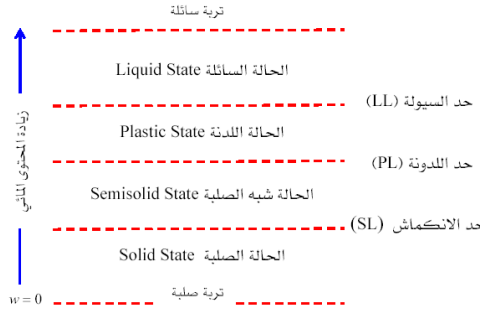 تربة سائلة
الحالة السائلة Liquid State
حد السيولة (LL)
الحالة اللدنة Plastic State
حد اللدونة (PL)
الحالة شبه الصلبة Semisolid State
حد الانكماش (SL)
الحالة الصلبة Solid State
تربة صلبة
زيادة المحتوى المائي
w = 0